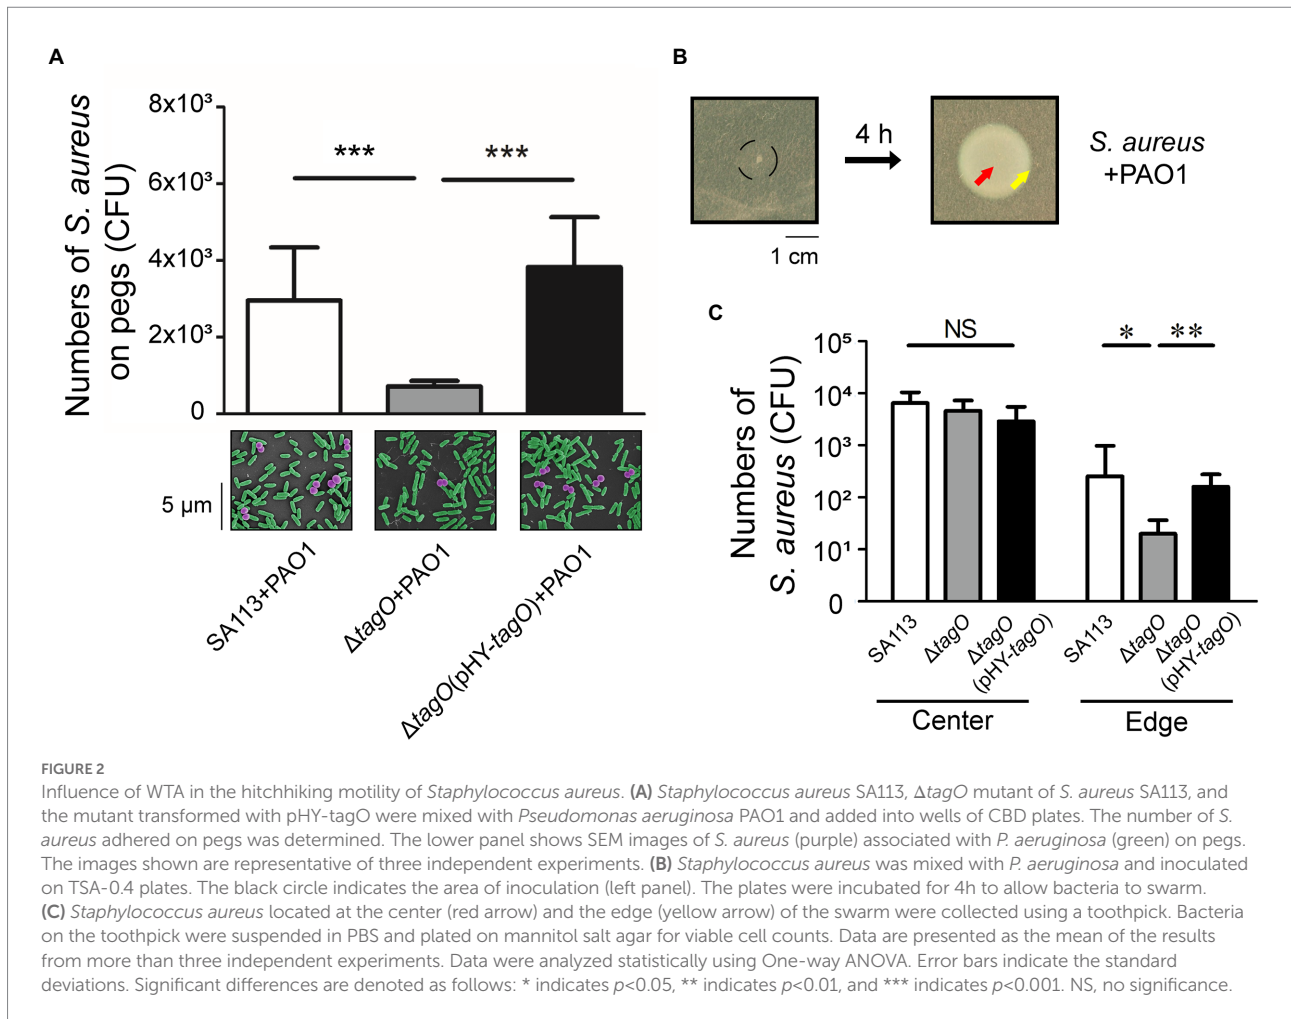 A
Numbers of S. aureus
on pegs (CFU)
8x10³
6x10³
4x10³
2x10³
0
***
***
5 µm
SA113+PAO1
ΔtagO+PAO1
ΔtagO(pHY-tagO)+PAO1
B
4 h
1 cm
S. aureus
+PAO1
C
Numbers of
S. aureus (CFU)
10⁵
10⁴
10³
10²
10¹
0
NS
*
**
SA113
ΔtagO
ΔtagO
(pHY-tagO)
SA113
ΔtagO
ΔtagO
(pHY-tagO)
Center
Edge
FIGURE 2
Influence of WTA in the hitchhiking motility of Staphylococcus aureus. (A) Staphylococcus aureus SA113, ΔtagO mutant of S. aureus SA113, and
the mutant transformed with pHY-tagO were mixed with Pseudomonas aeruginosa PAO1 and added into wells of CBD plates. The number of S.
aureus adhered on pegs was determined. The lower panel shows SEM images of S. aureus (purple) associated with P. aeruginosa (green) on pegs.
The images shown are representative of three independent experiments. (B) Staphylococcus aureus was mixed with P. aeruginosa and inoculated
on TSA-0.4 plates. The black circle indicates the area of inoculation (left panel). The plates were incubated for 4h to allow bacteria to swarm.
(C) Staphylococcus aureus located at the center (red arrow) and the edge (yellow arrow) of the swarm were collected using a toothpick. Bacteria
on the toothpick were suspended in PBS and plated on mannitol salt agar for viable cell counts. Data are presented as the mean of the results
from more than three independent experiments. Data were analyzed statistically using One-way ANOVA. Error bars indicate the standard
deviations. Significant differences are denoted as follows: * indicates p<0.05, ** indicates p<0.01, and *** indicates p<0.001. NS, no significance.